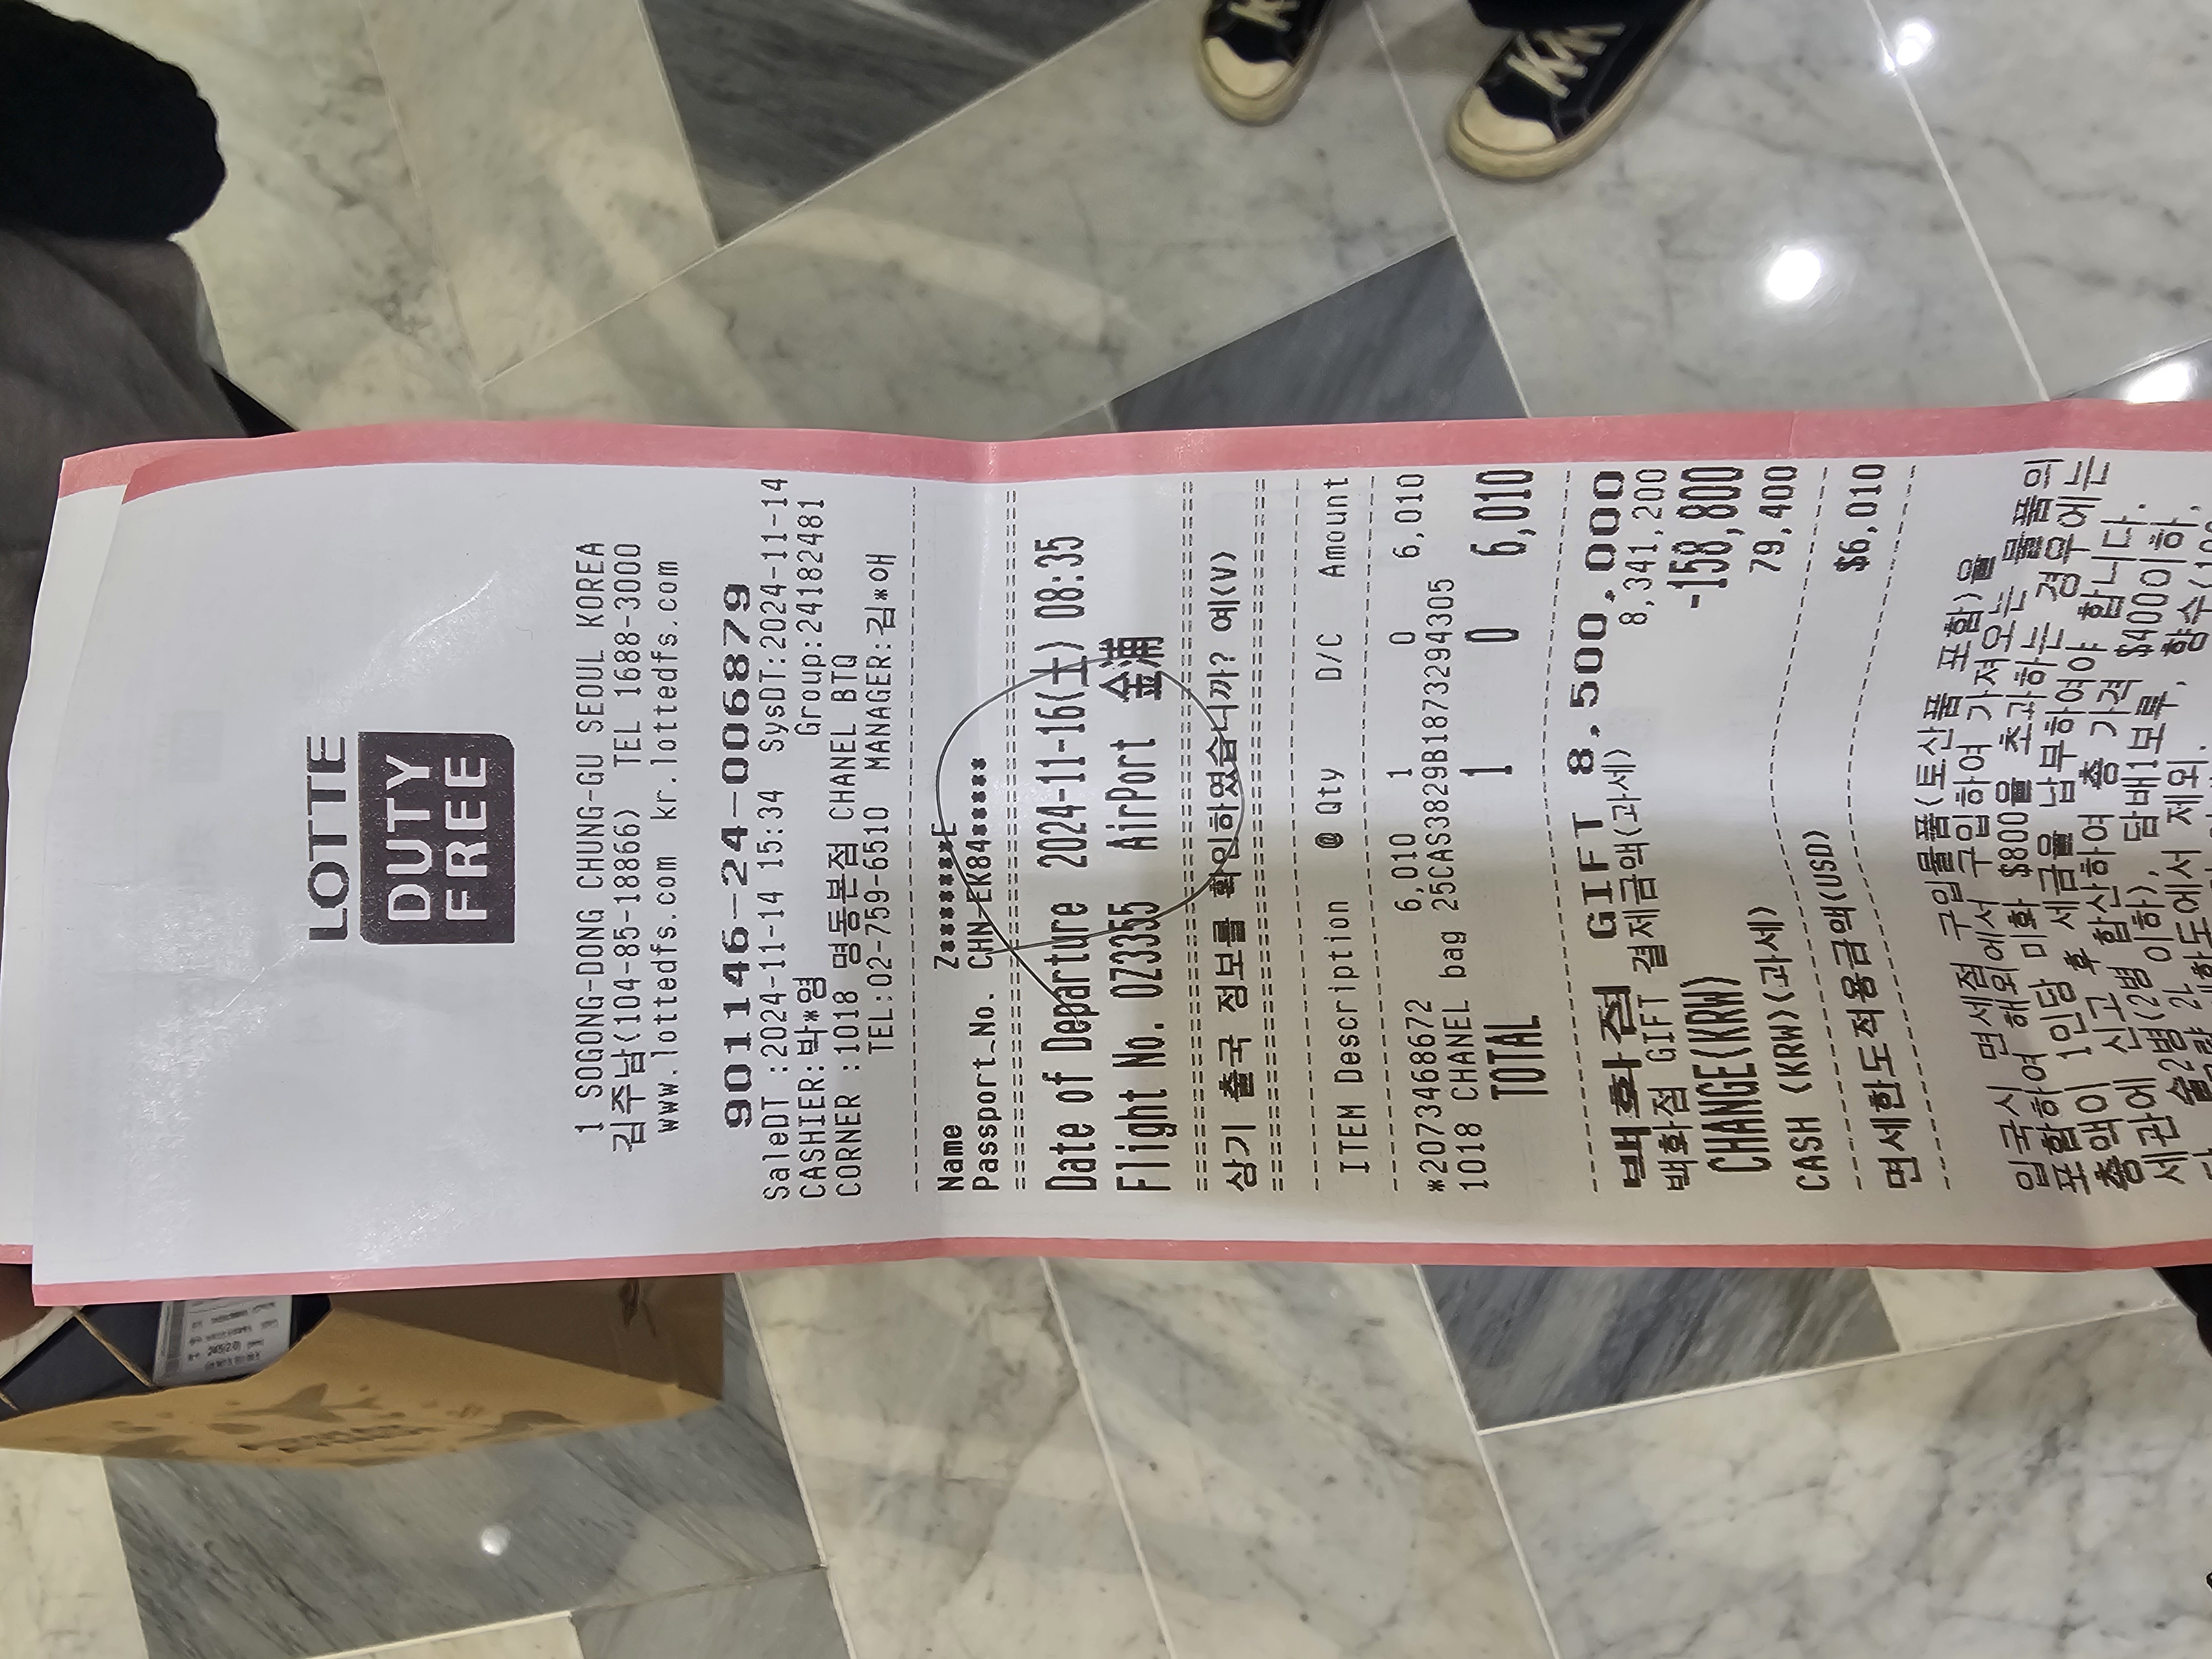 LOTTE
DUTY
FREE
1 SOGONG-DONG CHUNG-GU SEOUL KOREA
김주남(104-85-18866) TEL 1688-3000
www.lottedfs.com kr.lottedfs.com
901146-24-006879
SaleDT :2024-11-14 15:34 SysDT:2024-11-14
CASHIER:박*영 Group:24182481
CORNER :1018 명동본점 CHANEL BTQ
TEL:02-759-6510 MANAGER:김*애
Name Z*******E
Passport No. CHN-EK84*****
Date of Departure 2024-11-16(土) 08:35
Flight No. OZ3355 AirPort 金浦
상기 출국 정보를 확인하였습니까? 예(V)
ITEM Description @ Qty D/C Amount
*2073468672 6,010 1 0 6,010
1018 CHANEL bag 25CAS3829B1873294305
TOTAL 1 0 6,010
백화점 GIFT 8,500,000
백화점 GIFT 결제금액(과세) 8,341,200
CHANGE(KRW) -158,800
CASH (KRW)(과세) 79,400
면세한도적용금액(USD) $6,010
입국시 면세점 구입물품(토산품 포함)을
포함하여 해외에서 구입하여 가져오는 물품의
총액이 1인당 미화 $800을 초과하는 경우에는
세관에 신고 후 세금을 납부하여야 합니다.
술2병(2병 합산하여 총 가격 $400이하,
2L 이하), 담배1보루, 향수(100
에서 제외.